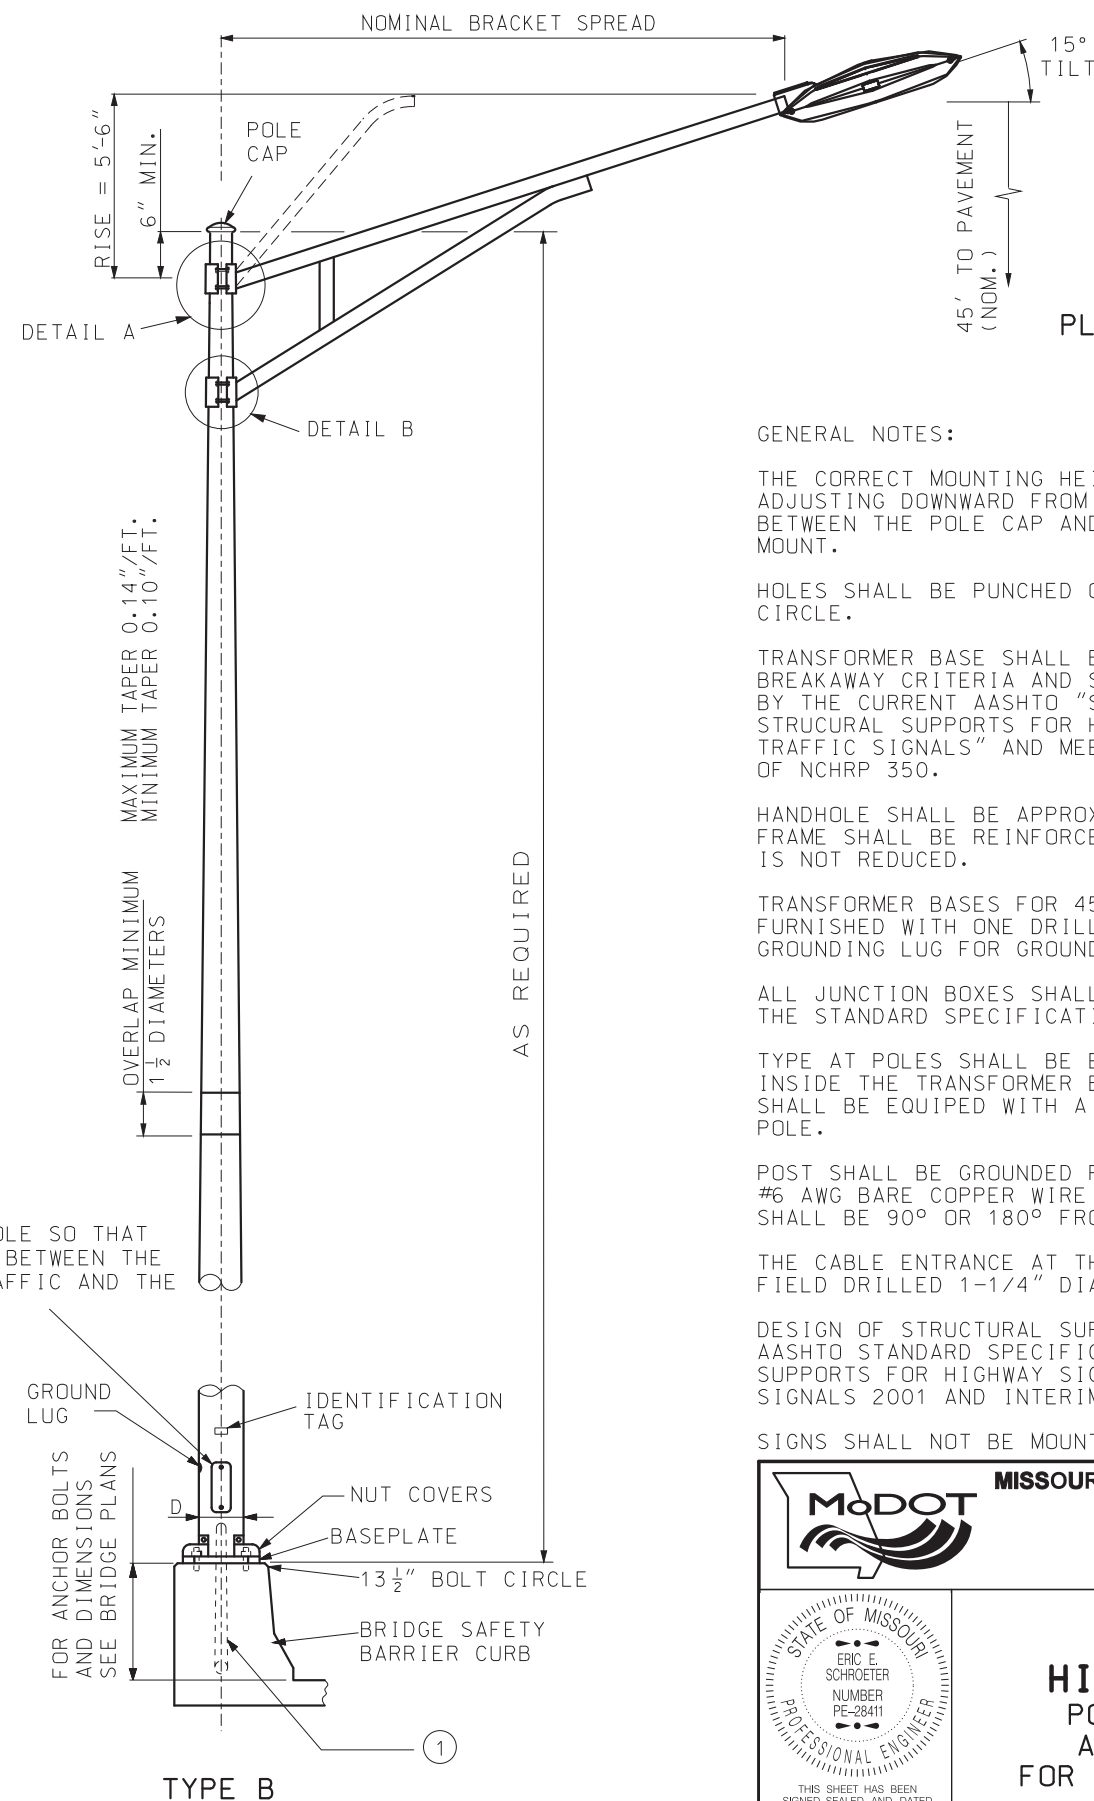 NOMINAL BRACKET SPREAD
15°
TILT
RISE = 5'-6"
6" MIN.
POLE
CAP
45' TO PAVEMENT
(NOM.)
DETAIL A
DETAIL B
PL
MAXIMUM TAPER 0.14"/FT.
MINIMUM TAPER 0.10"/FT.
OVERLAP MINIMUM
1 1/2 DIAMETERS
AS REQUIRED
OLE SO THAT
BETWEEN THE
AFFIC AND THE
GROUND
LUG
IDENTIFICATION
TAG
FOR ANCHOR BOLTS
AND DIMENSIONS
SEE BRIDGE PLANS
D
NUT COVERS
BASEPLATE
13 1/2" BOLT CIRCLE
BRIDGE SAFETY
BARRIER CURB
1
TYPE B
GENERAL NOTES:
THE CORRECT MOUNTING HEI
ADJUSTING DOWNWARD FROM
BETWEEN THE POLE CAP AND
MOUNT.
HOLES SHALL BE PUNCHED O
CIRCLE.
TRANSFORMER BASE SHALL B
BREAKAWAY CRITERIA AND S
BY THE CURRENT AASHTO "S
STRUCURAL SUPPORTS FOR H
TRAFFIC SIGNALS" AND MEE
OF NCHRP 350.
HANDHOLE SHALL BE APPROX
FRAME SHALL BE REINFORCE
IS NOT REDUCED.
TRANSFORMER BASES FOR 45
FURNISHED WITH ONE DRILL
GROUNDING LUG FOR GROUND
ALL JUNCTION BOXES SHALL
THE STANDARD SPECIFICATI
TYPE AT POLES SHALL BE E
INSIDE THE TRANSFORMER B
SHALL BE EQUIPED WITH A
POLE.
POST SHALL BE GROUNDED F
#6 AWG BARE COPPER WIRE
SHALL BE 90° OR 180° FRO
THE CABLE ENTRANCE AT TH
FIELD DRILLED 1-1/4" DIA
DESIGN OF STRUCTURAL SUP
AASHTO STANDARD SPECIFIC
SUPPORTS FOR HIGHWAY SIG
SIGNALS 2001 AND INTERIM
SIGNS SHALL NOT BE MOUNT
MoDOT
MISSOUR
STATE OF MISSOURI
ERIC E.
SCHROETER
NUMBER
PE-28411
PROFESSIONAL ENGINEER
THIS SHEET HAS BEEN
SIGNED, SEALED AND DATED
HI
PO
A
FOR